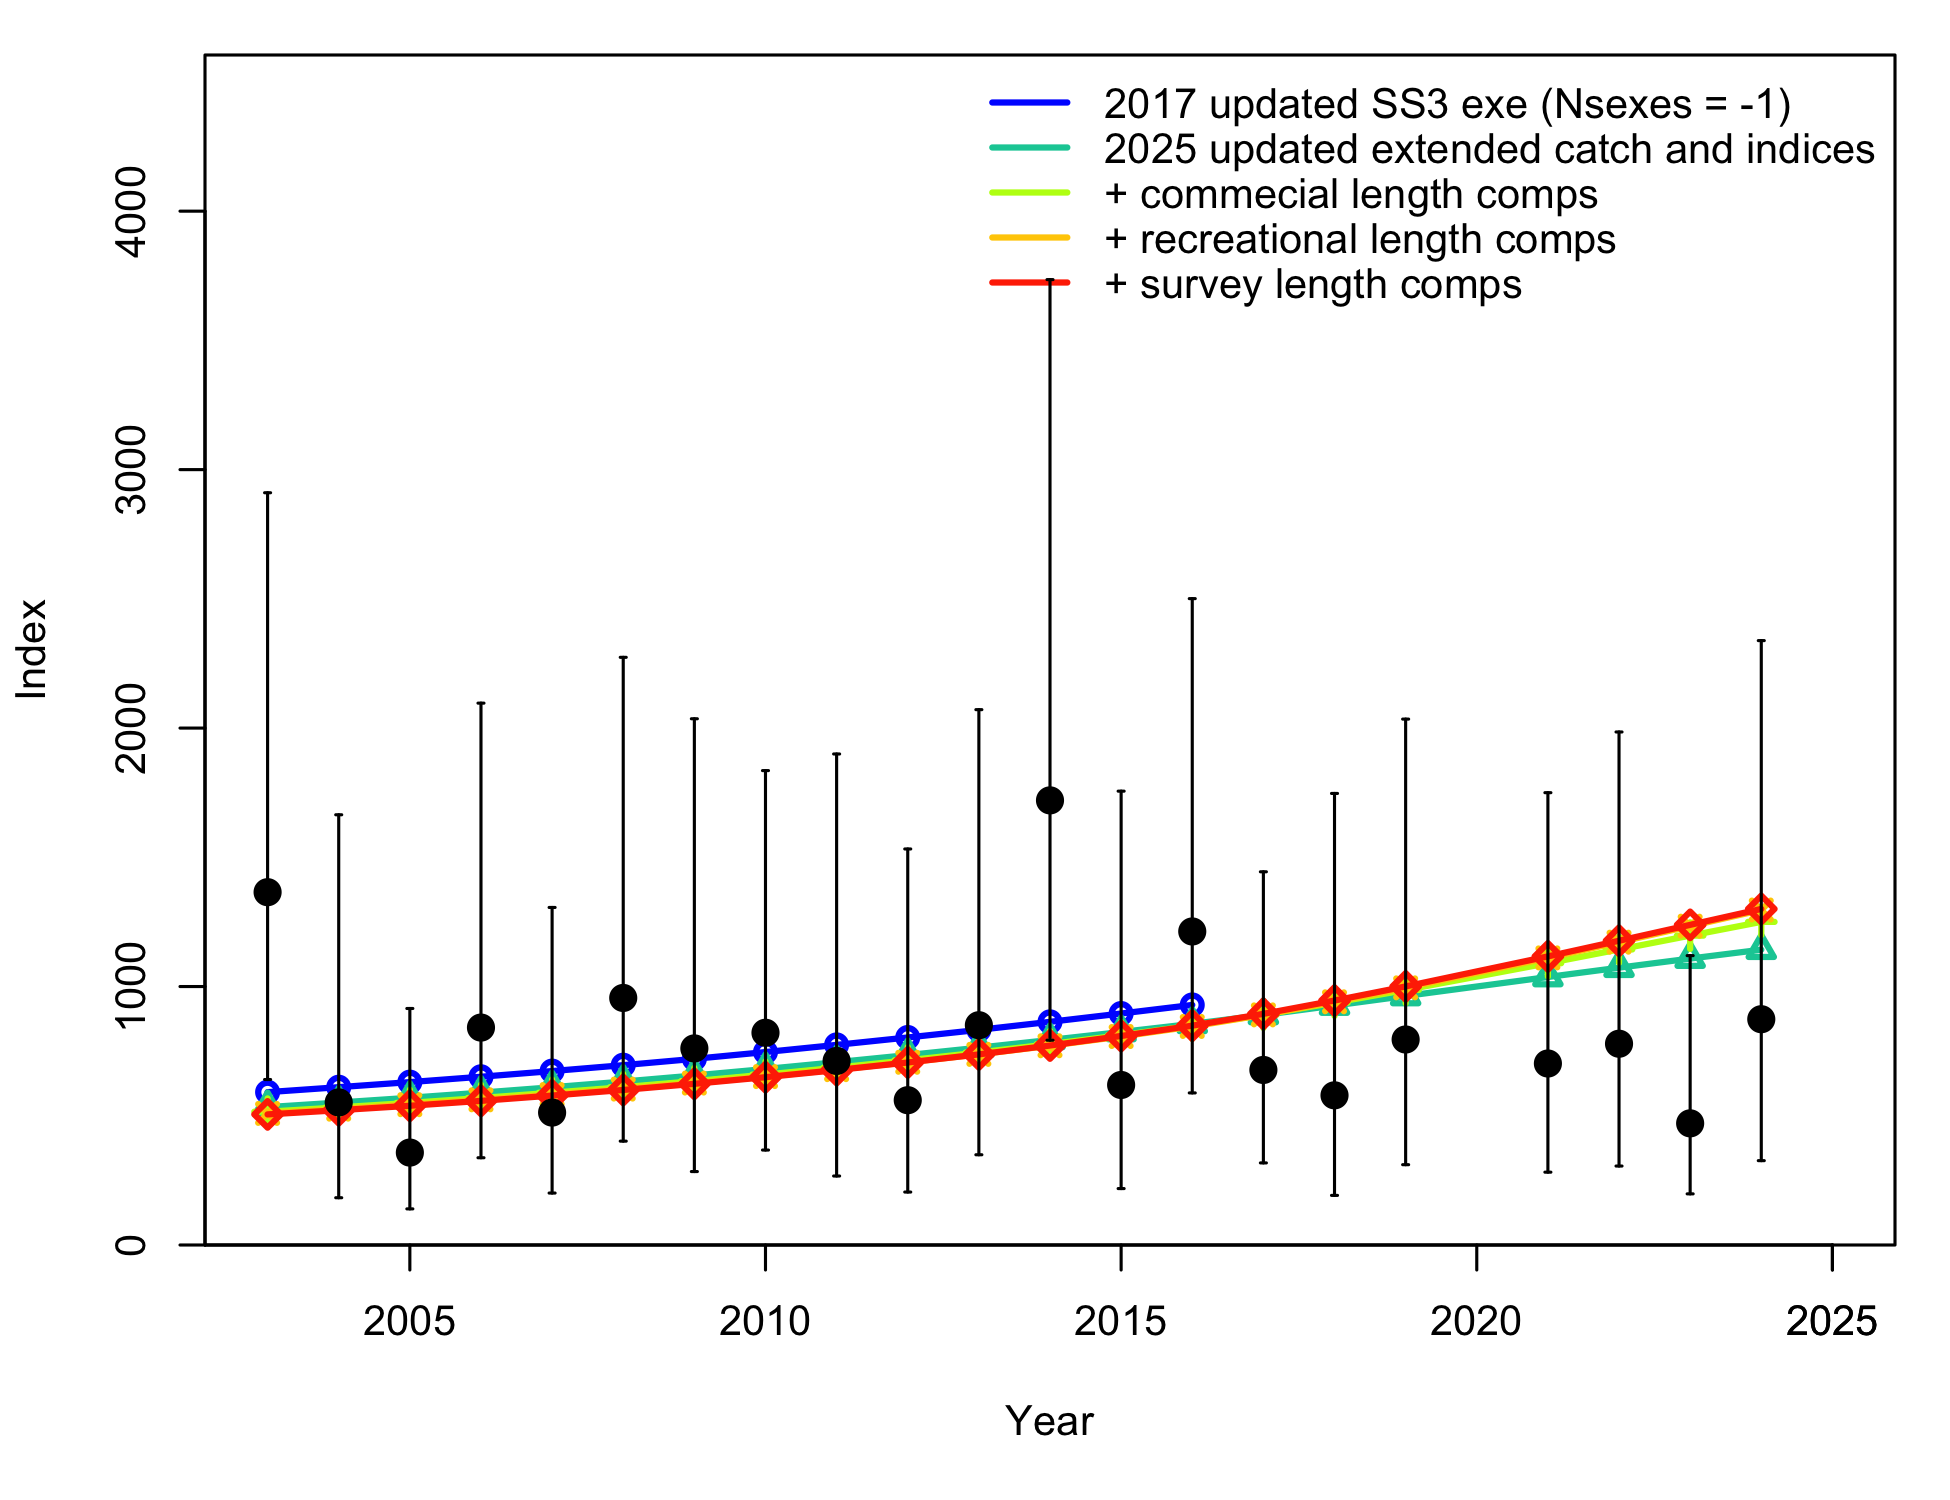 2017 updated SS3 exe (Nsexes = -1)
2025 updated extended catch and indices
+ commecial length comps
+ recreational length comps
+ survey length comps
4000
3000
2000
1000
0
Index
2005
2010
2015
2020
2025
Year